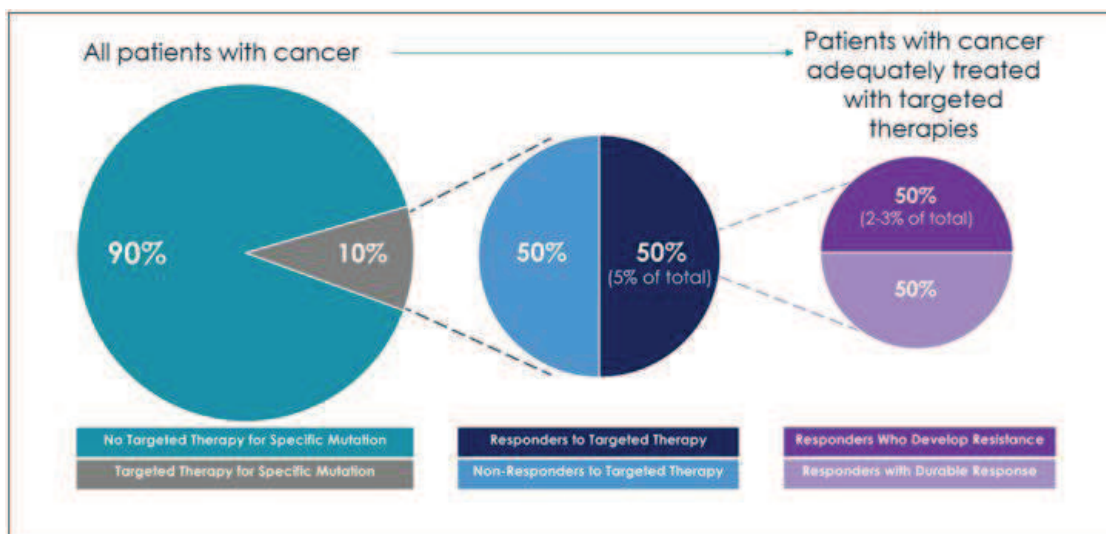 All patients with cancer
Patients with cancer
adequately treated
with targeted
therapies
90%
10%
50%
50%
(5% of total)
50%
(2-3% of total)
50%
No Targeted Therapy for Specific Mutation
Targeted Therapy for Specific Mutation
Responders to Targeted Therapy
Non-Responders to Targeted Therapy
Responders Who Develop Resistance
Responders with Durable Response